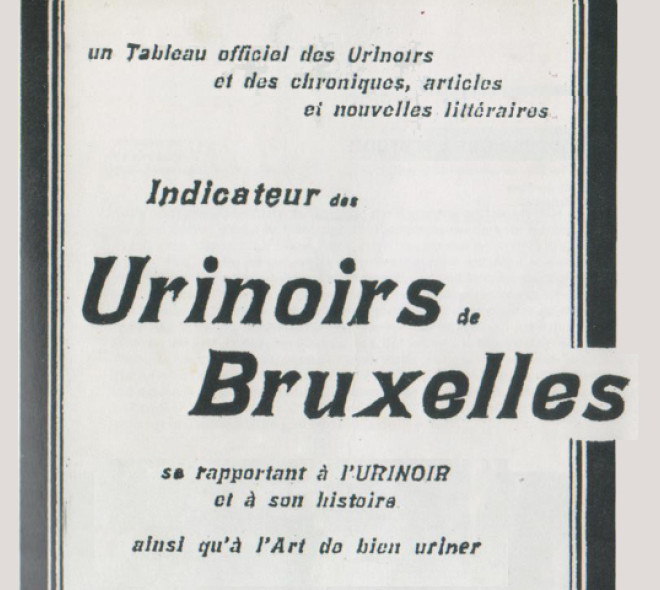 un Tableau officiel des Urinoirs
et des chroniques, articles
et nouvelles littéraires
Indicateur des
Urinoirs de
Bruxelles
se rapportant à l'URINOIR
et à son histoire
ainsi qu'à l'Art de bien uriner